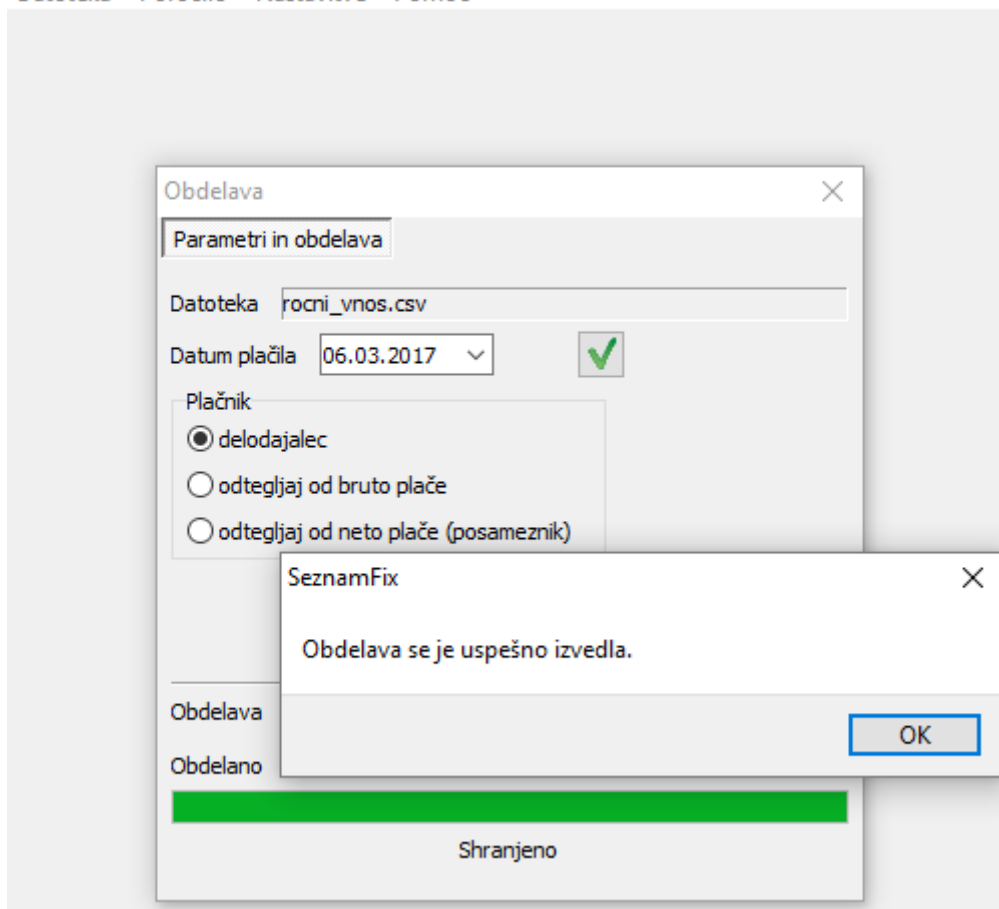 Obdelava
Parametri in obdelava
Datoteka rocni_vnos.csv
Datum plačila 06.03.2017
Plačnik
delodajalec
odtegljaj od bruto plače
odtegljaj od neto plače (posameznik)
SeznamFix
Obdelava se je uspešno izvedla.
OK
Obdelava
Obdelano
Shranjeno